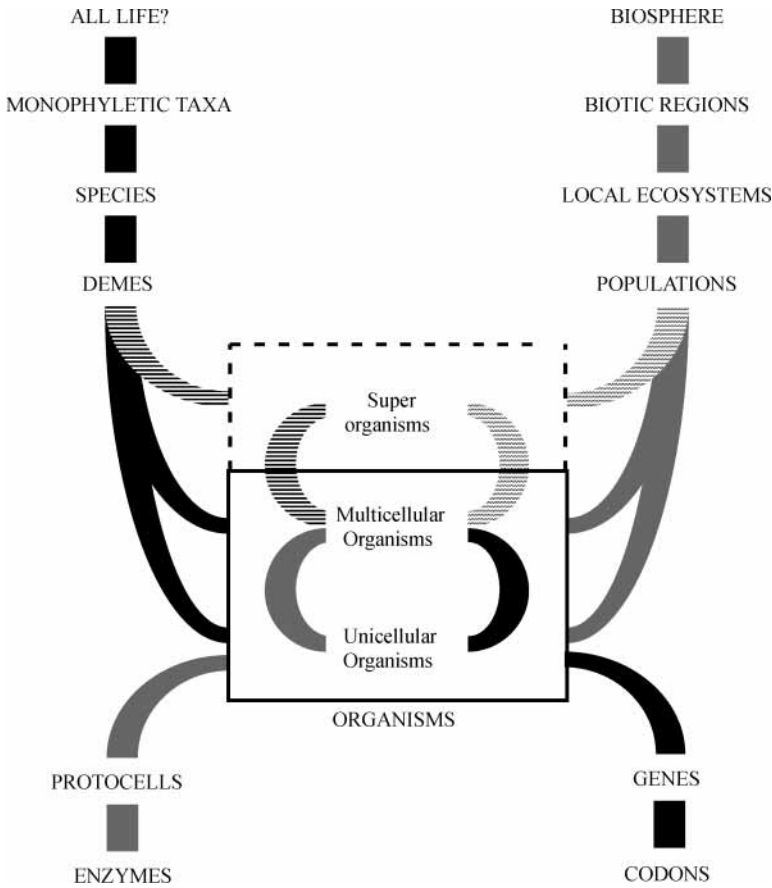 ALL LIFE?
BIOSPHERE
MONOPHYLETIC TAXA
BIOTIC REGIONS
SPECIES
LOCAL ECOSYSTEMS
DEMES
POPULATIONS
Super
organisms
Multicellular
Organisms
Unicellular
Organisms
ORGANISMS
PROTOCELLS
GENES
ENZYMES
CODONS